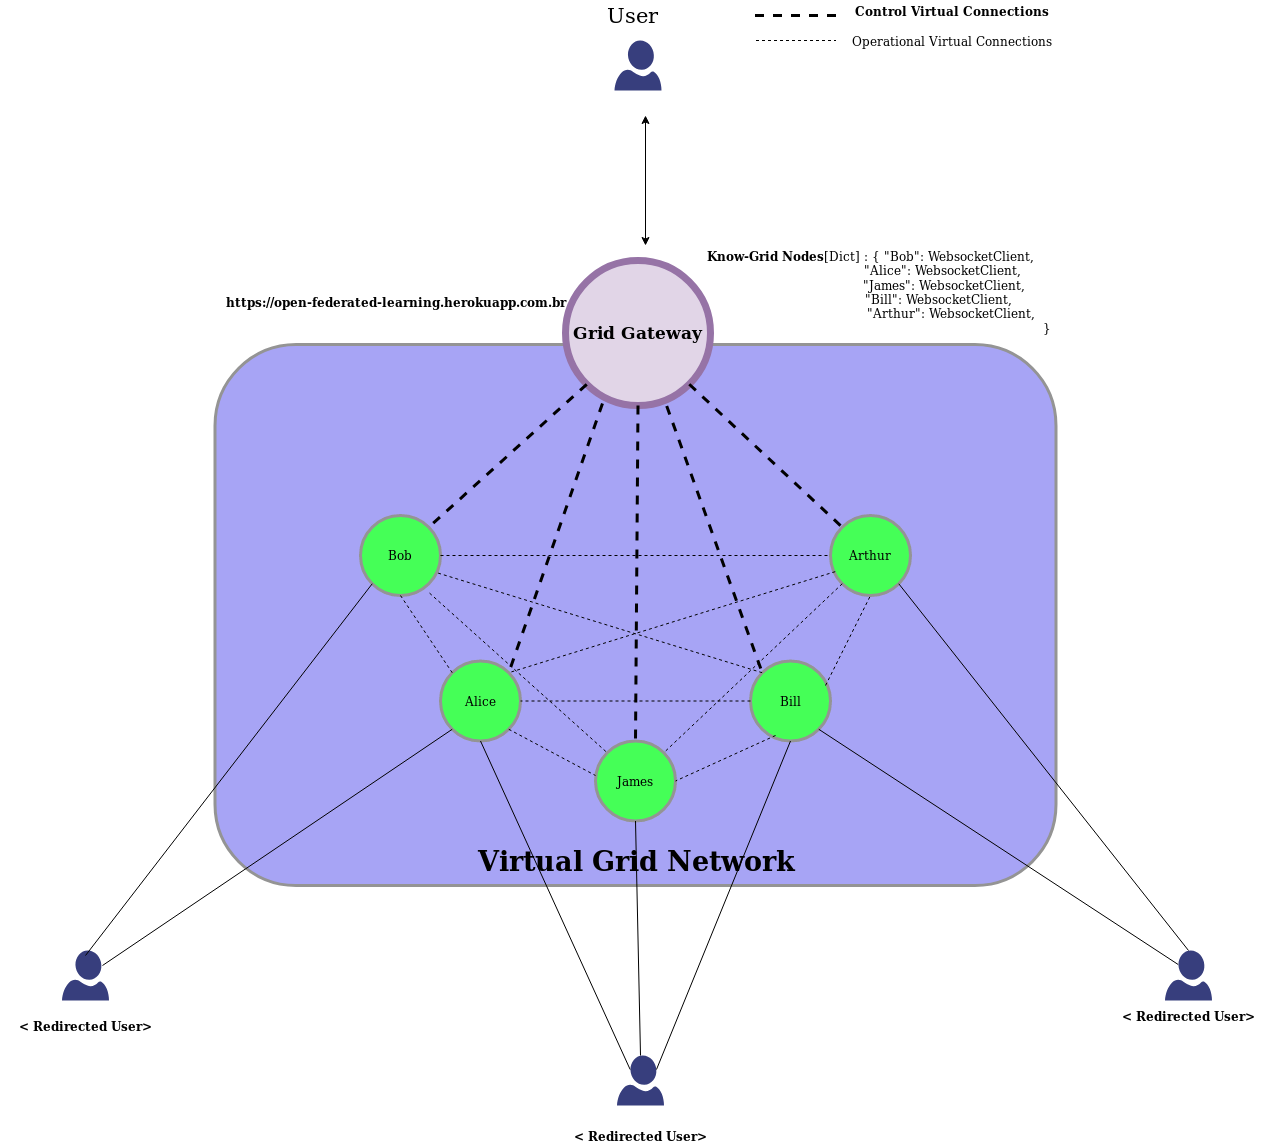 User
Control Virtual Connections
Operational Virtual Connections
Know-Grid Nodes[Dict] : { "Bob": WebsocketClient,
"Alice": WebsocketClient,
"James": WebsocketClient,
"Bill": WebsocketClient,
"Arthur": WebsocketClient,
}
https://open-federated-learning.herokuapp.com.br
Grid Gateway
Bob
Arthur
Alice
Bill
James
Virtual Grid Network
< Redirected User>
< Redirected User>
< Redirected User>